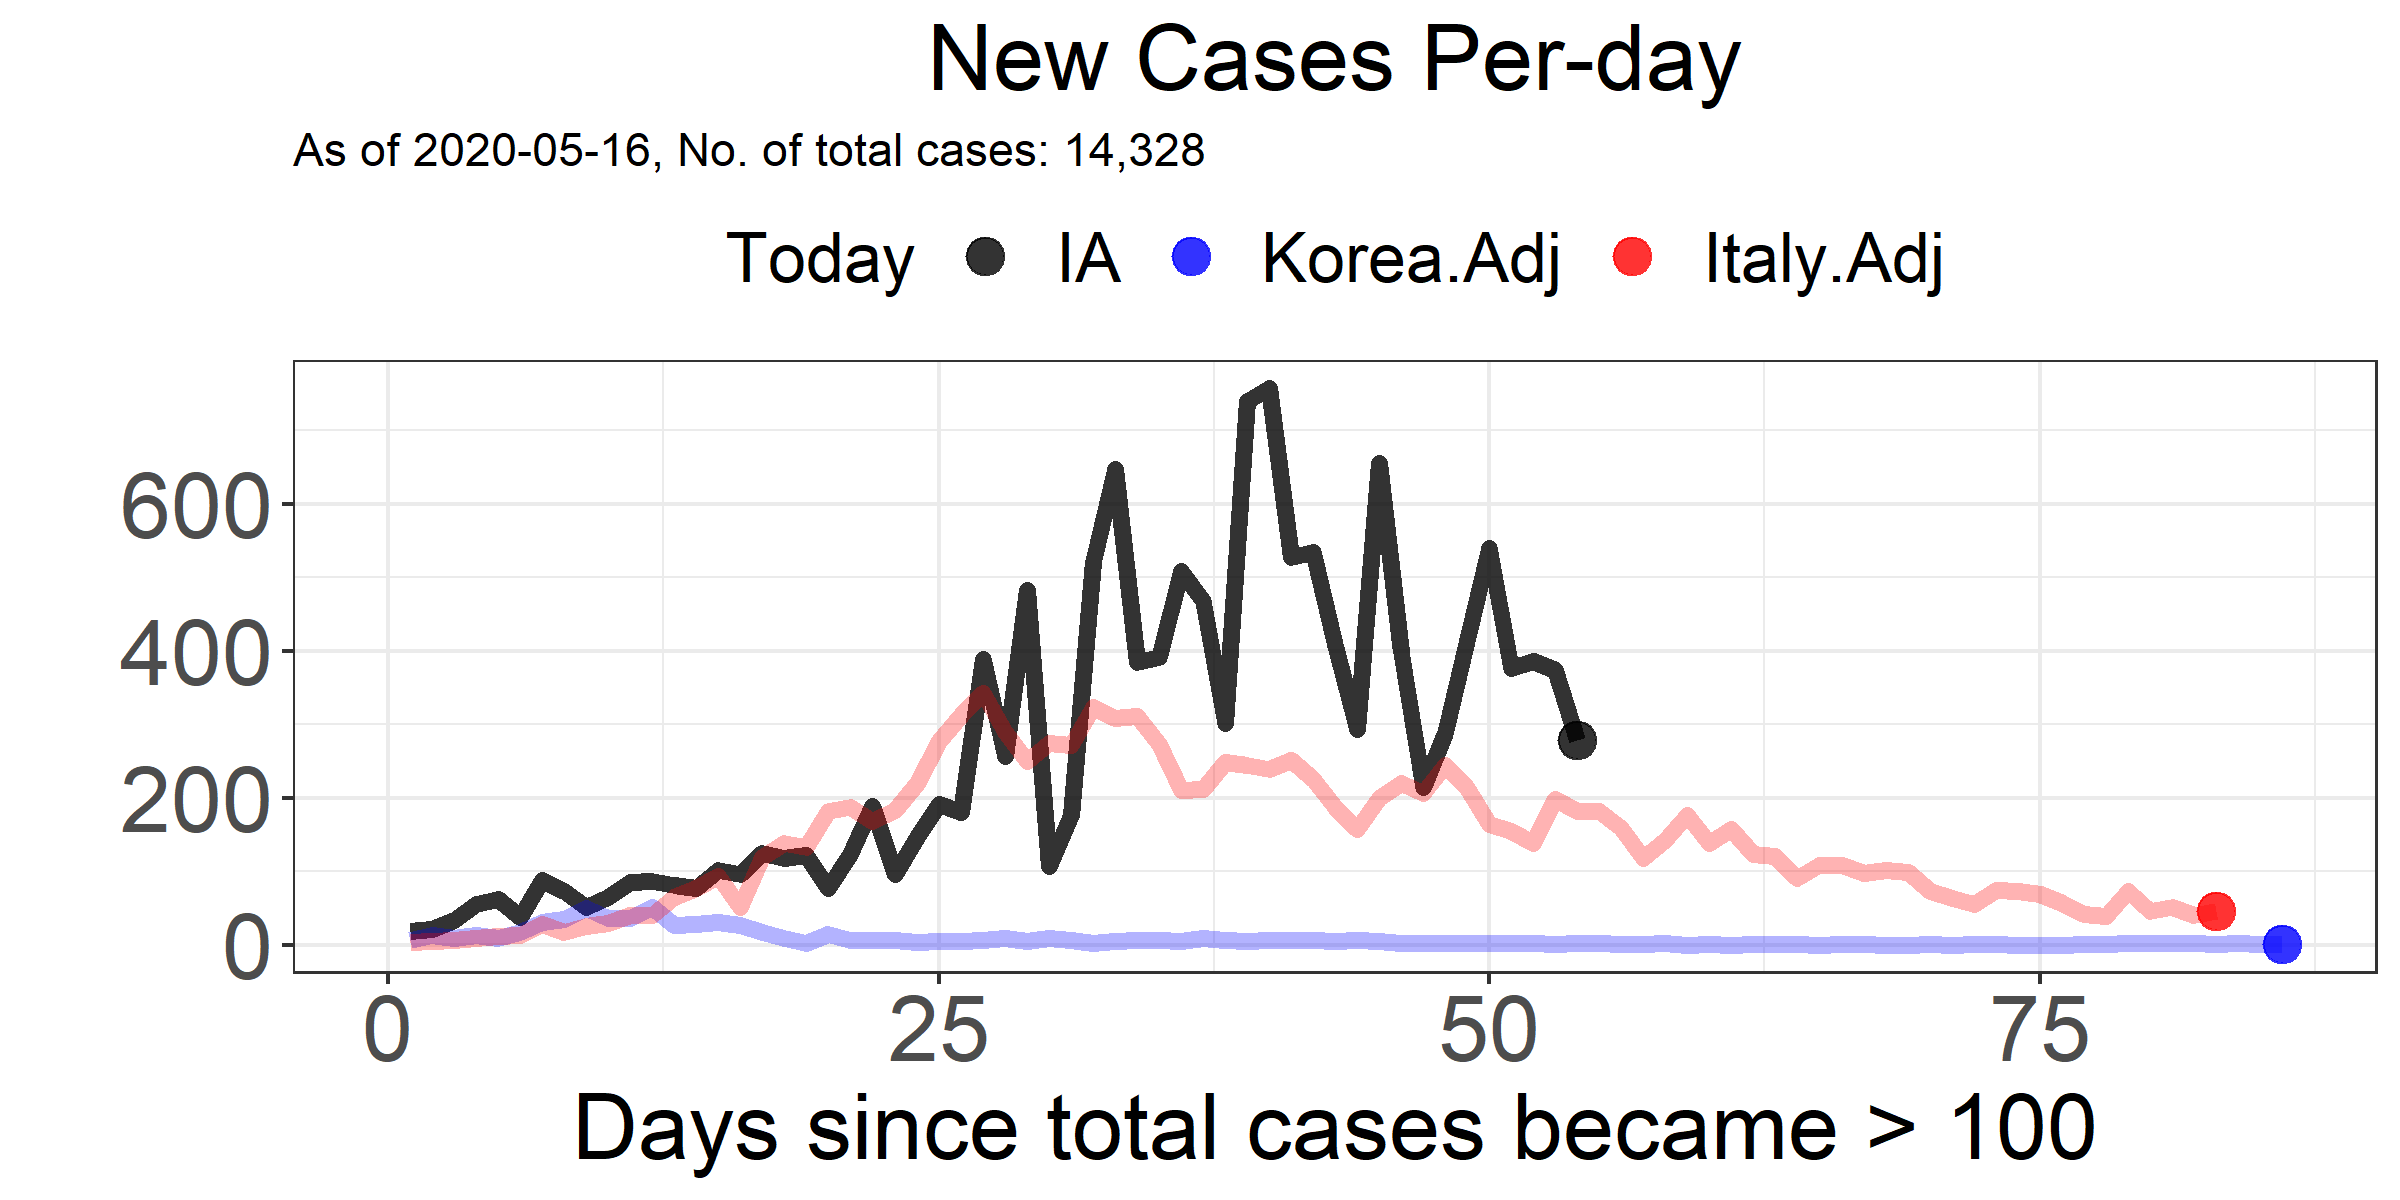 New Cases Per-day
As of 2020-05-16, No. of total cases: 14,328
Today IA Korea.Adj Italy.Adj
600
400
200
0
0 25 50 75
Days since total cases became > 100